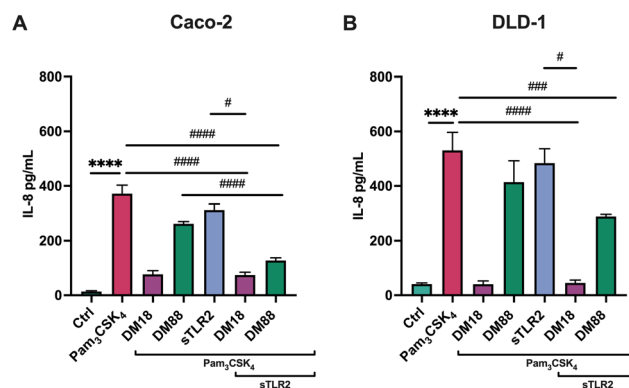 A
Caco-2
IL-8 pg/mL
800
600
400
200
0
#
####
####
####
****
Ctrl
Pam3CSK4
DM18
DM88
sTLR2
DM18
DM88
Pam3CSK4
sTLR2
B
DLD-1
IL-8 pg/mL
800
600
400
200
0
#
###
####
****
Ctrl
Pam3CSK4
DM18
DM88
sTLR2
DM18
DM88
Pam3CSK4
sTLR2